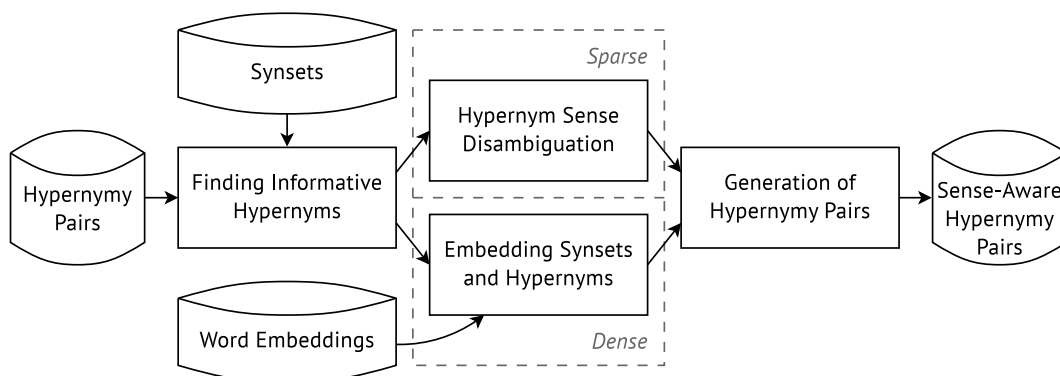 Synsets
Sparse
Hypernym Sense
Disambiguation
Hypernymy
Pairs
Finding Informative
Hypernyms
Generation of
Hypernymy Pairs
Sense-Aware
Hypernymy
Pairs
Embedding Synsets
and Hypernyms
Word Embeddings
Dense